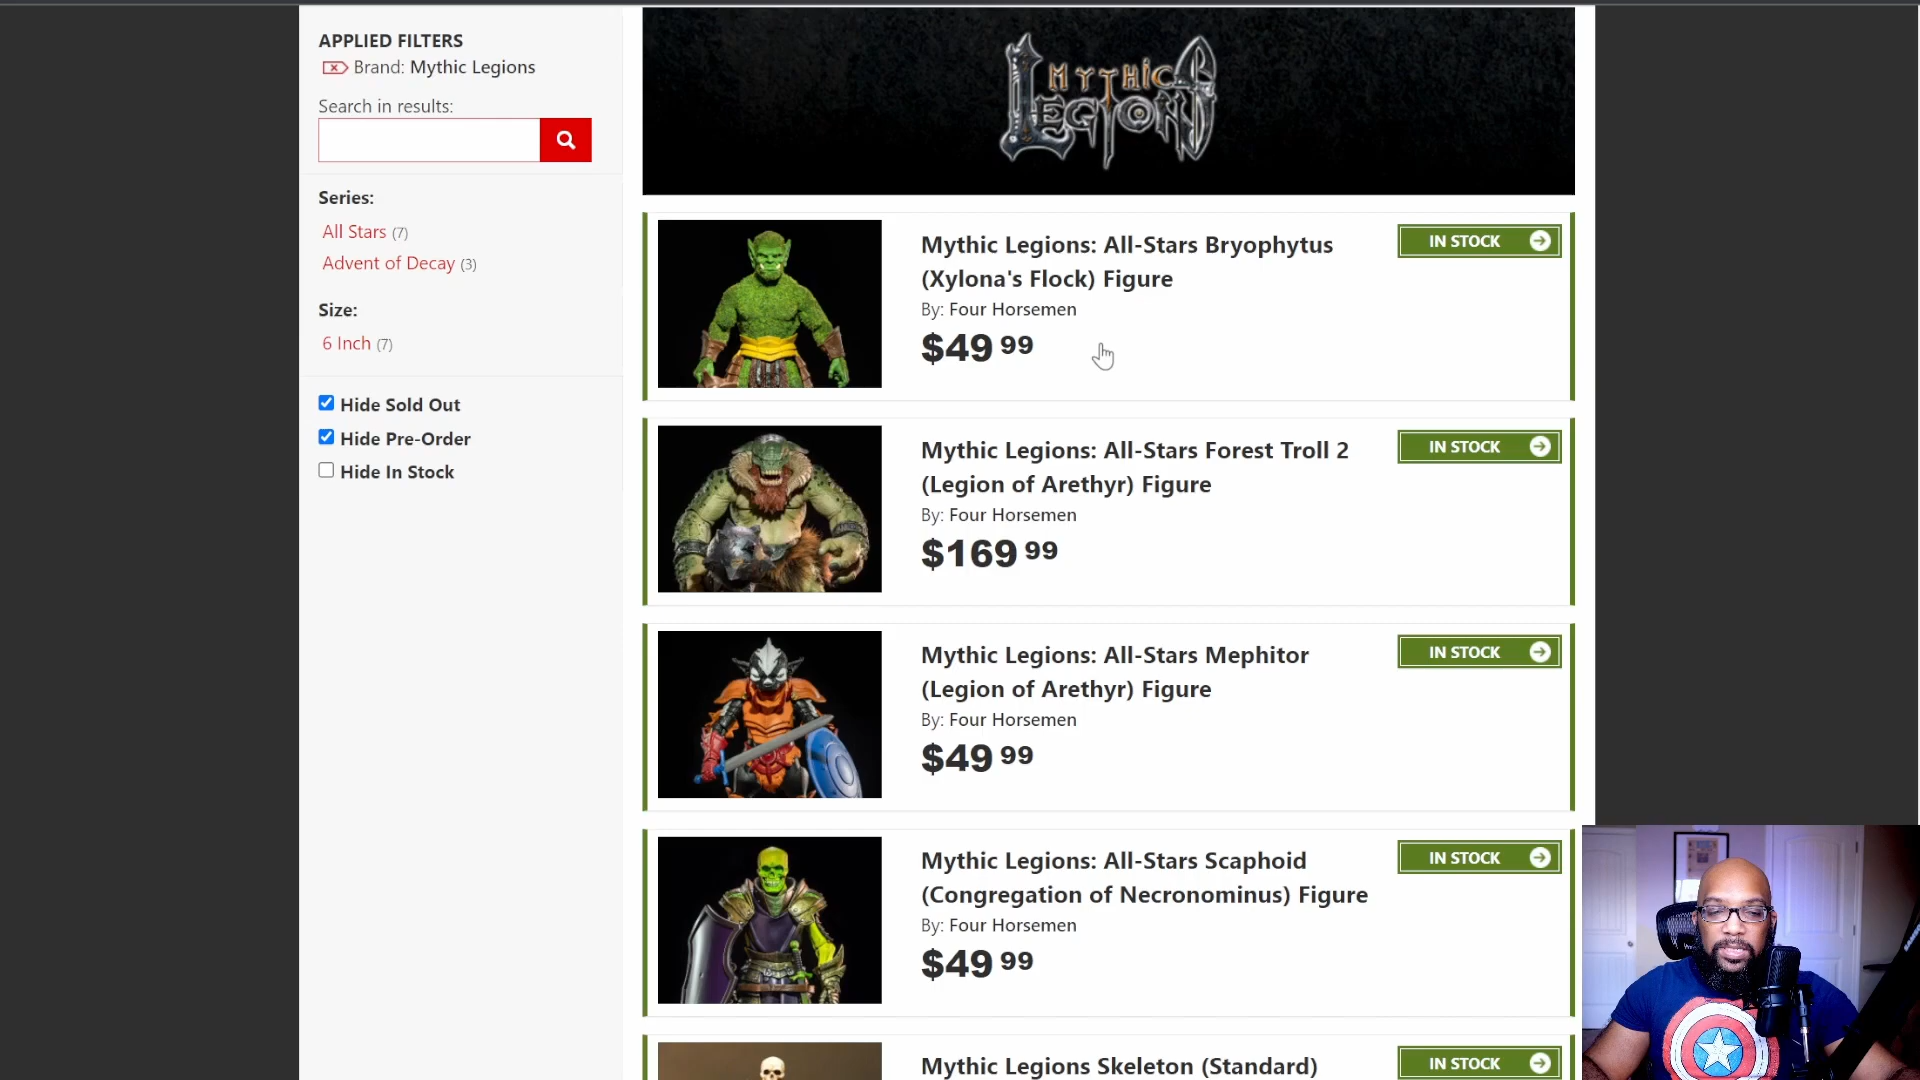 APPLIED FILTERS
Brand: Mythic Legions
Search in results:
Series:
All Stars (7)
Advent of Decay (3)
Size:
6 Inch (7)
Hide Sold Out
Hide Pre-Order
Hide In Stock
MYTHIC
LEGIONS
Mythic Legions: All-Stars Bryophytus
(Xylona's Flock) Figure
By: Four Horsemen
$49 99
IN STOCK
Mythic Legions: All-Stars Forest Troll 2
(Legion of Arethyr) Figure
By: Four Horsemen
$169 99
IN STOCK
Mythic Legions: All-Stars Mephitor
(Legion of Arethyr) Figure
By: Four Horsemen
$49 99
IN STOCK
Mythic Legions: All-Stars Scaphoid
(Congregation of Necronominus) Figure
By: Four Horsemen
$49 99
IN STOCK
Mythic Legions Skeleton (Standard)
IN STOCK